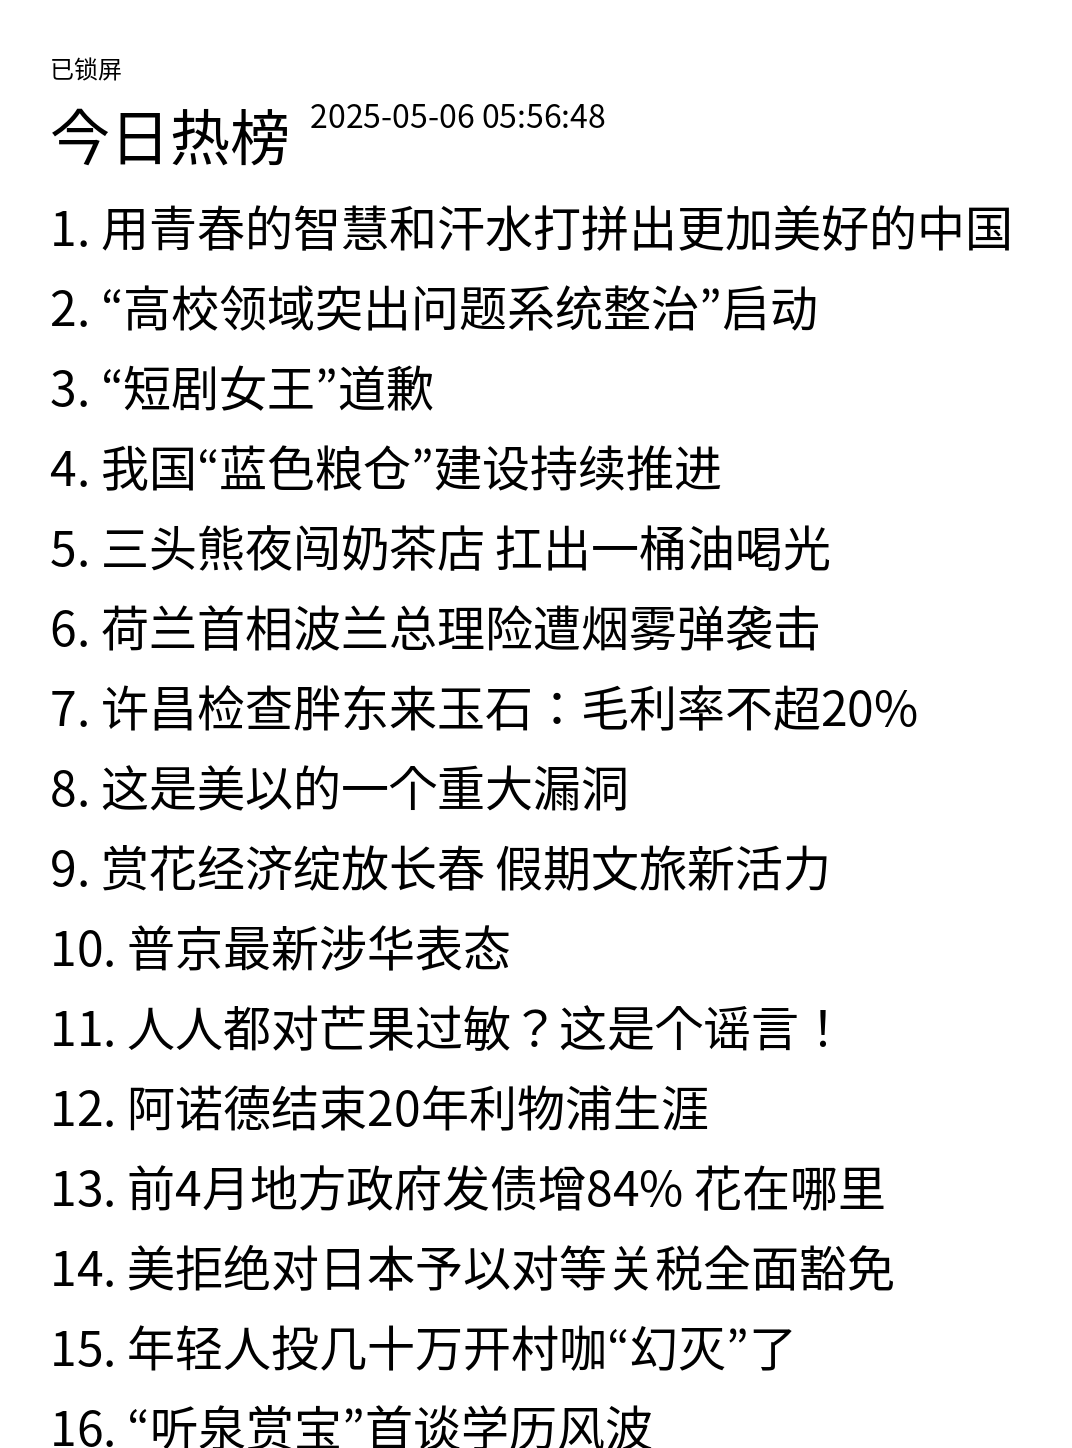 已锁屏
今日热榜 2025-05-06 05:56:48
1. 用青春的智慧和汗水打拼出更加美好的中国
2. “高校领域突出问题系统整治”启动
3. “短剧女王”道歉
4. 我国“蓝色粮仓”建设持续推进
5. 三头熊夜闯奶茶店 扛出一桶油喝光
6. 荷兰首相波兰总理险遭烟雾弹袭击
7. 许昌检查胖东来玉石：毛利率不超20%
8. 这是美以的一个重大漏洞
9. 赏花经济绽放长春 假期文旅新活力
10. 普京最新涉华表态
11. 人人都对芒果过敏？这是个谣言！
12. 阿诺德结束20年利物浦生涯
13. 前4月地方政府发债增84% 花在哪里
14. 美拒绝对日本予以对等关税全面豁免
15. 年轻人投几十万开村咖“幻灭”了
16. “听泉赏宝”首谈学历风波